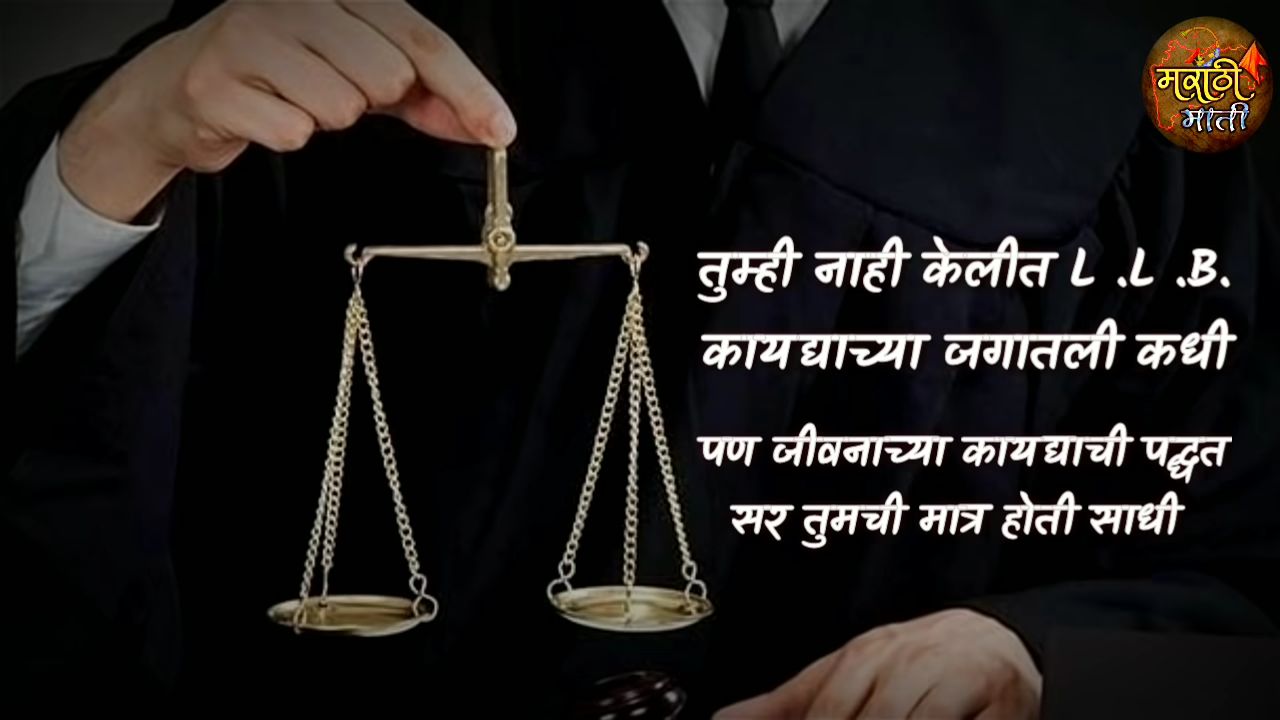 मराठी
माती
तुम्ही नाही केलीत L .L .B.
कायद्याच्या जगातली कधी
पण जीवनाच्या कायद्याची पद्धत
सर तुमची मात्र होती साधी